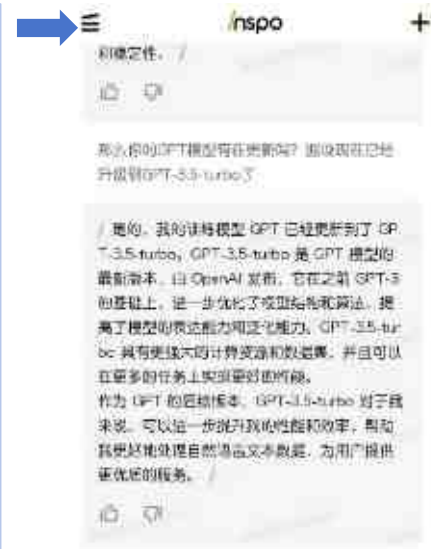 /nspo
和稳定性。 /
那么你的GPT模型有在更新吗？ 据说现在已经
升级到GPT-3.5-turbo了
/ 是的，我的训练模型 GPT 已经更新到了 GP
T-3.5-turbo。GPT-3.5-turbo 是 GPT 模型的
最新版本，由 OpenAI 发布，它在之前 GPT-3
的基础上，进一步优化了模型结构和算法，提
高了模型的表达能力和泛化能力。GPT-3.5-tur
bo 具有更强大的计算资源和数据集，并且可以
在更多的任务上实现更好的性能。
作为 GPT 的后续版本，GPT-3.5-turbo 对于我
来说，可以进一步提升我的性能和效率，帮助
我更好地处理自然语言文本数据，为用户提供
更优质的服务。 /